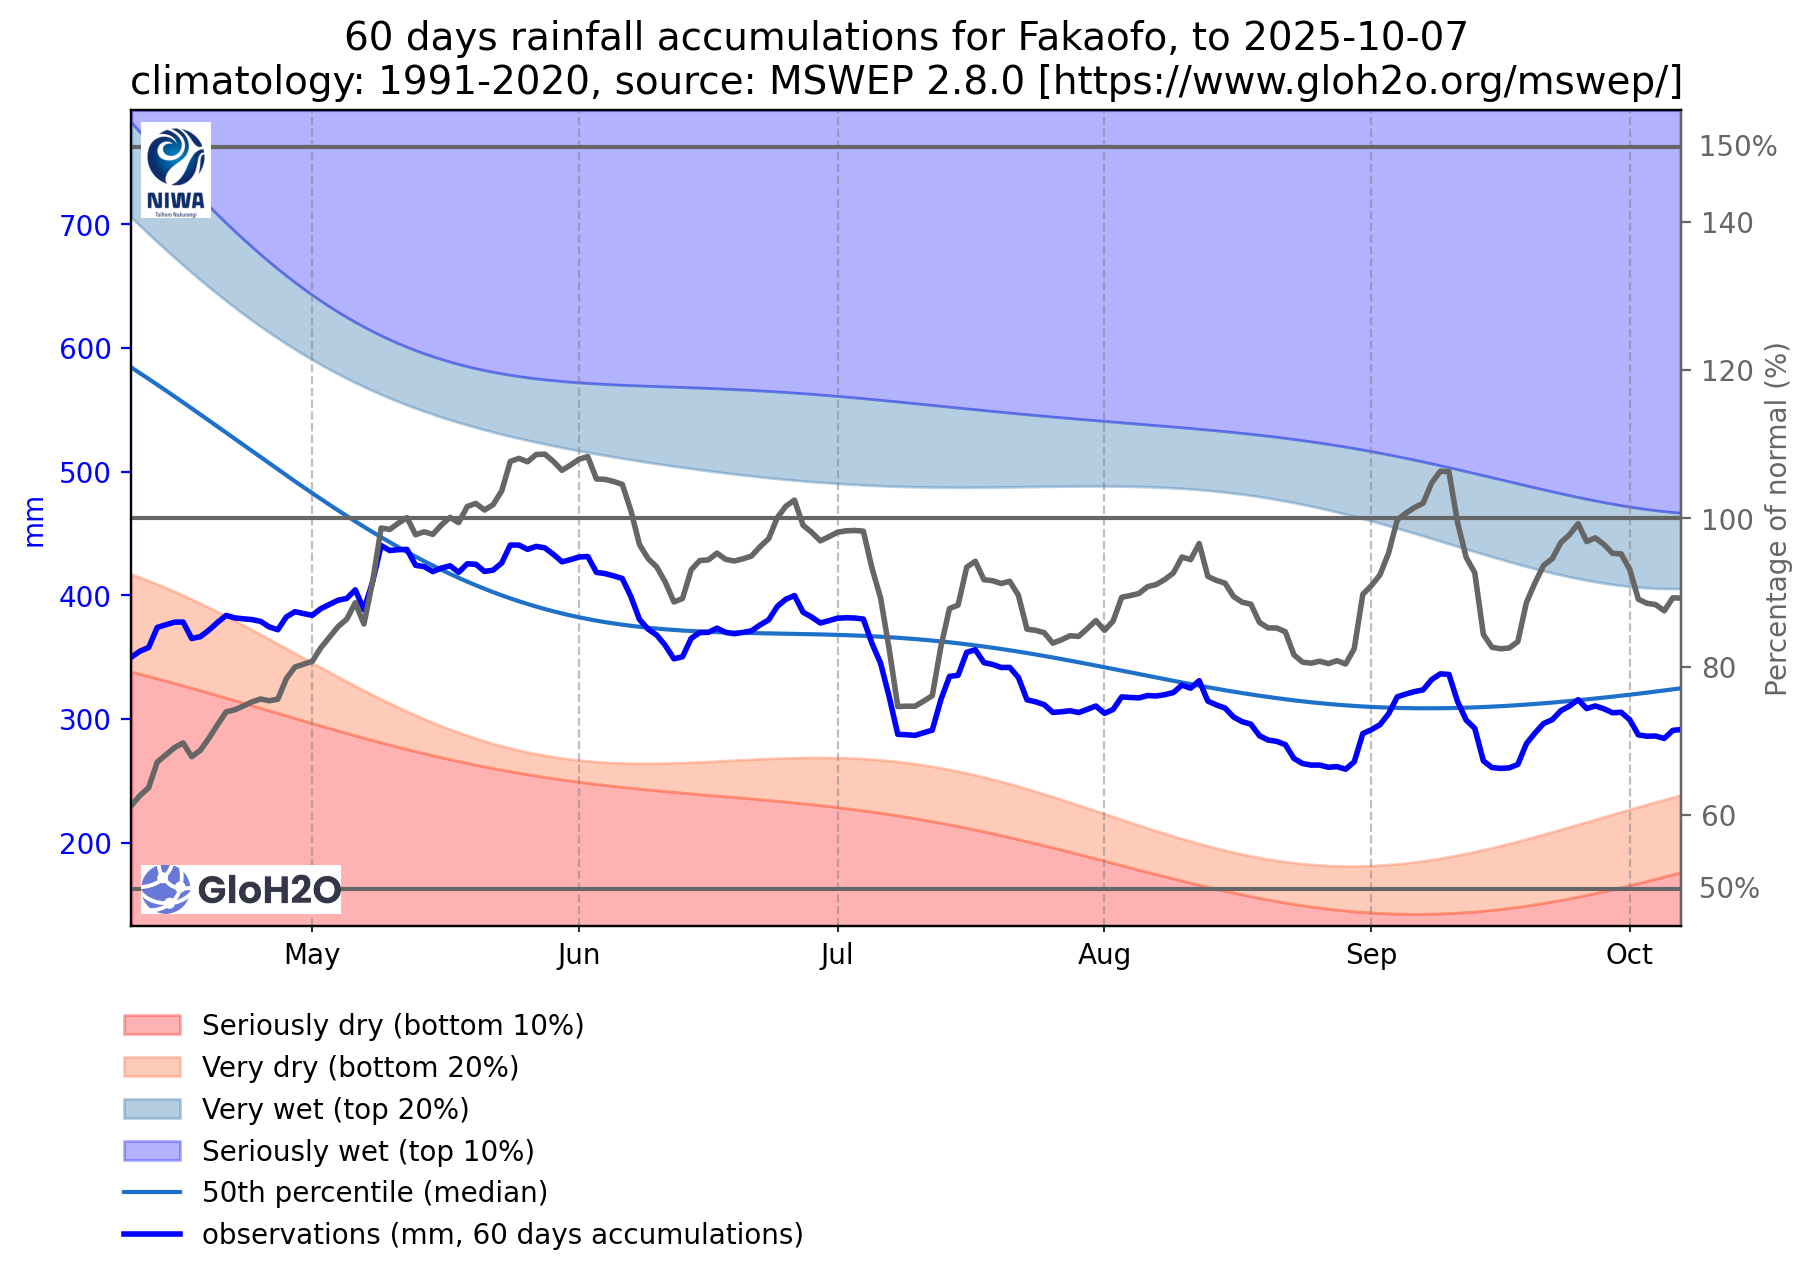 60 days rainfall accumulations for Fakaofo, to 2025-10-07
climatology: 1991-2020, source: MSWEP 2.8.0 [https://www.gloh2o.org/mswep/]
NIWA
Taihoro Nukurangi
700
600
500
400
300
200
mm
150%
140
120
100
80
60
50%
Percentage of normal (%)
GloH2O
May
Jun
Jul
Aug
Sep
Oct
Seriously dry (bottom 10%)
Very dry (bottom 20%)
Very wet (top 20%)
Seriously wet (top 10%)
50th percentile (median)
observations (mm, 60 days accumulations)